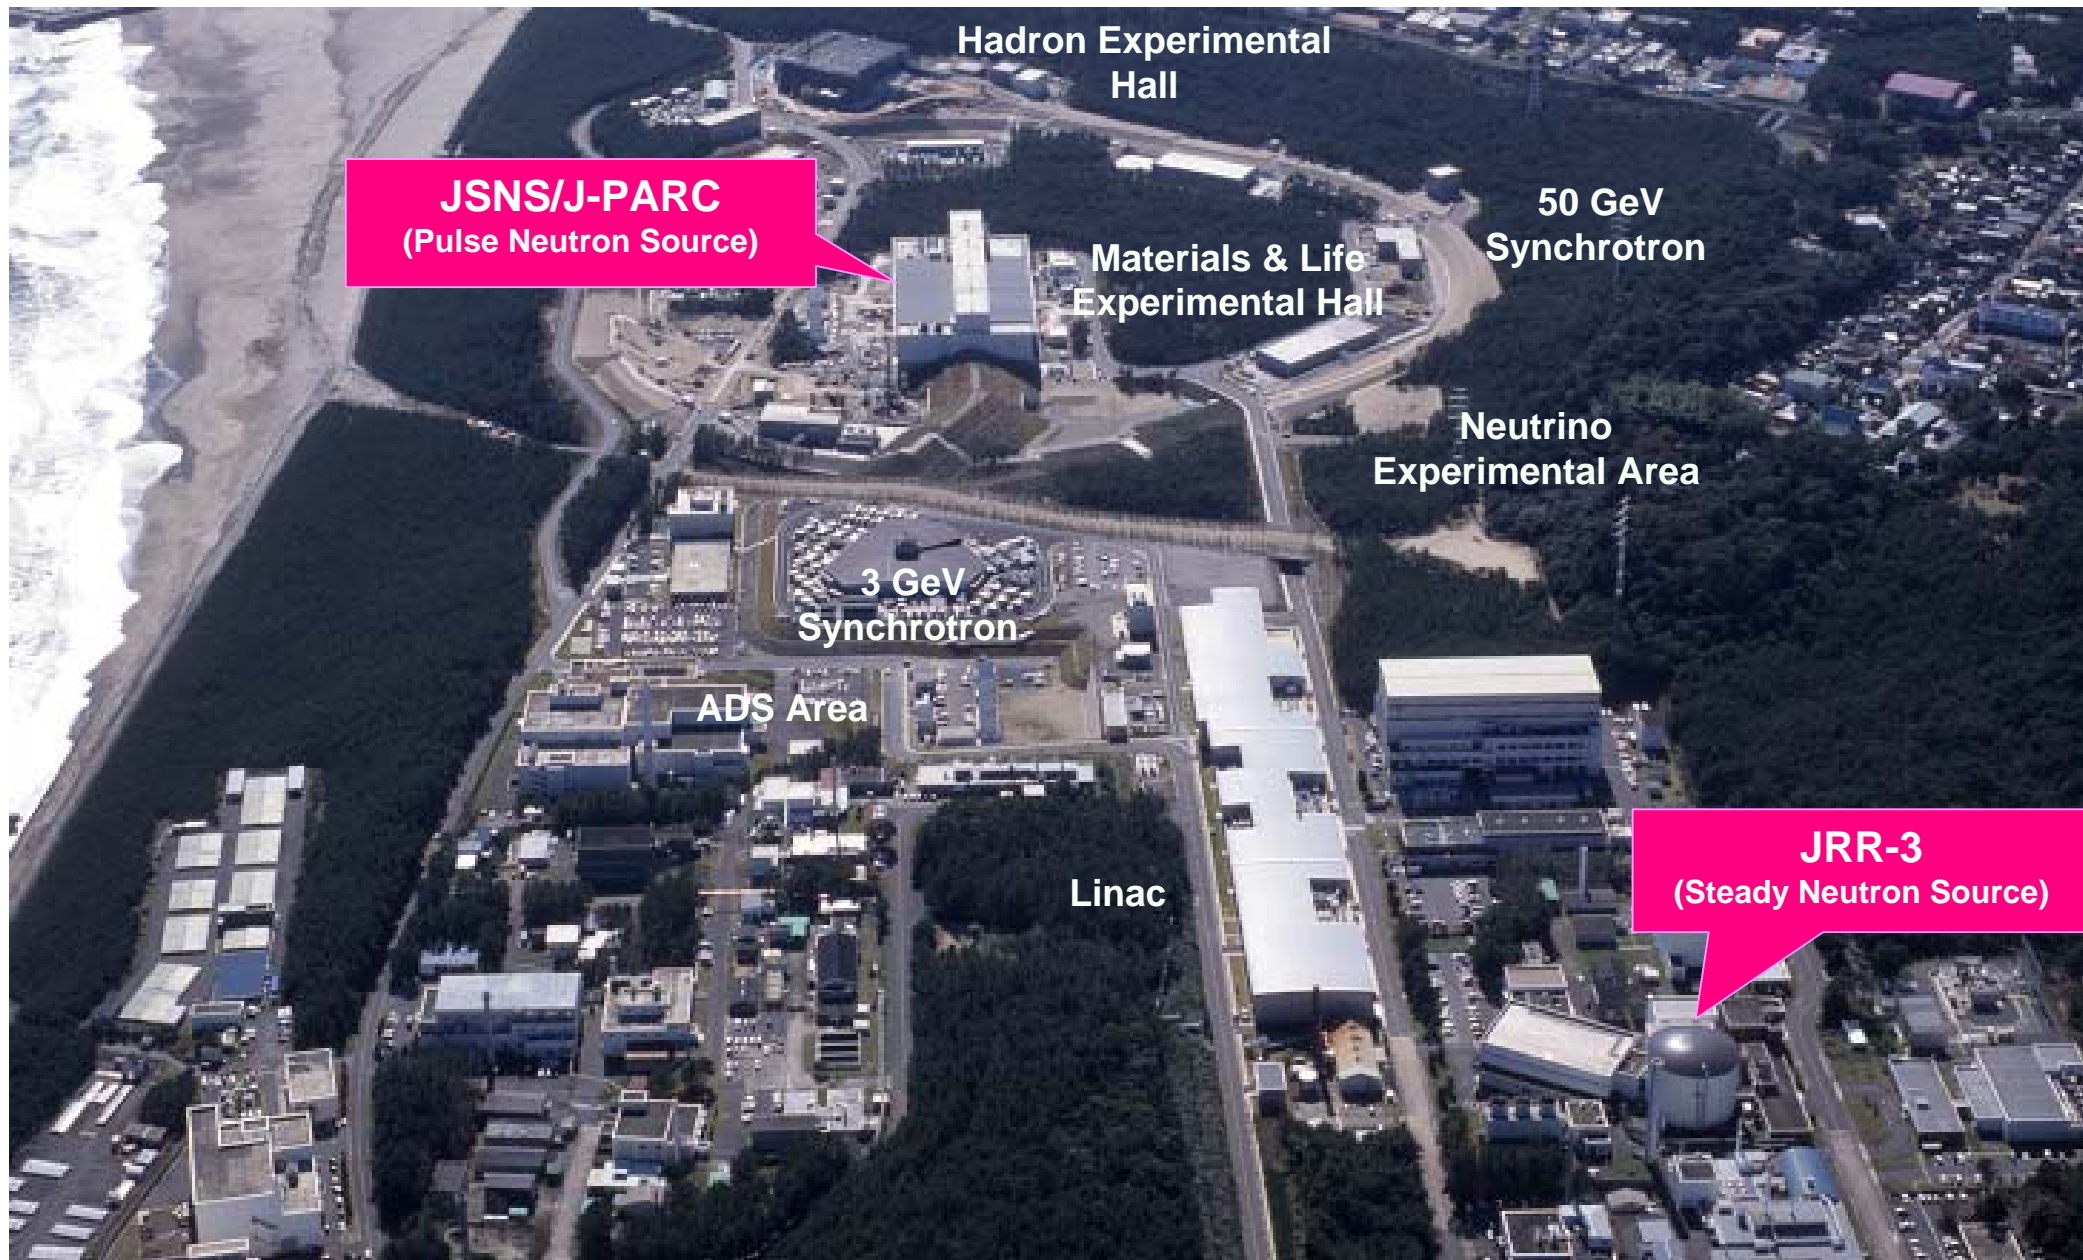 Hadron Experimental
Hall
JSNS/J-PARC
(Pulse Neutron Source)
50 GeV
Synchrotron
Materials & Life
Experimental Hall
Neutrino
Experimental Area
3 GeV
Synchrotron
ADS Area
JRR-3
(Steady Neutron Source)
Linac